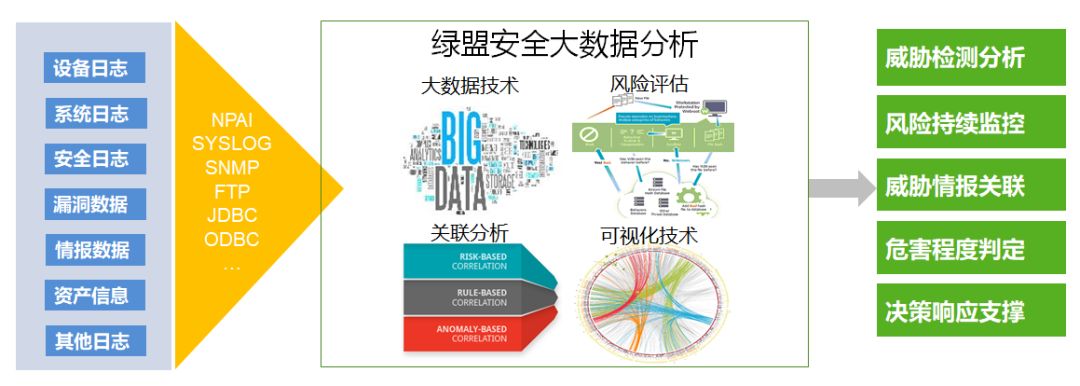 设备日志
系统日志
安全日志
漏洞数据
情报数据
资产信息
其他日志
NPAI
SYSLOG
SNMP
FTP
JDBC
ODBC
...
绿盟安全大数据分析
大数据技术
BIG
DATA
ANALYTICS
STORAGE
TECHNOLOGIES
风险评估
关联分析
RISK-BASED
CORRELATION
RULE-BASED
CORRELATION
ANOMALY-BASED
CORRELATION
可视化技术
威胁检测分析
风险持续监控
威胁情报关联
危害程度判定
决策响应支撑